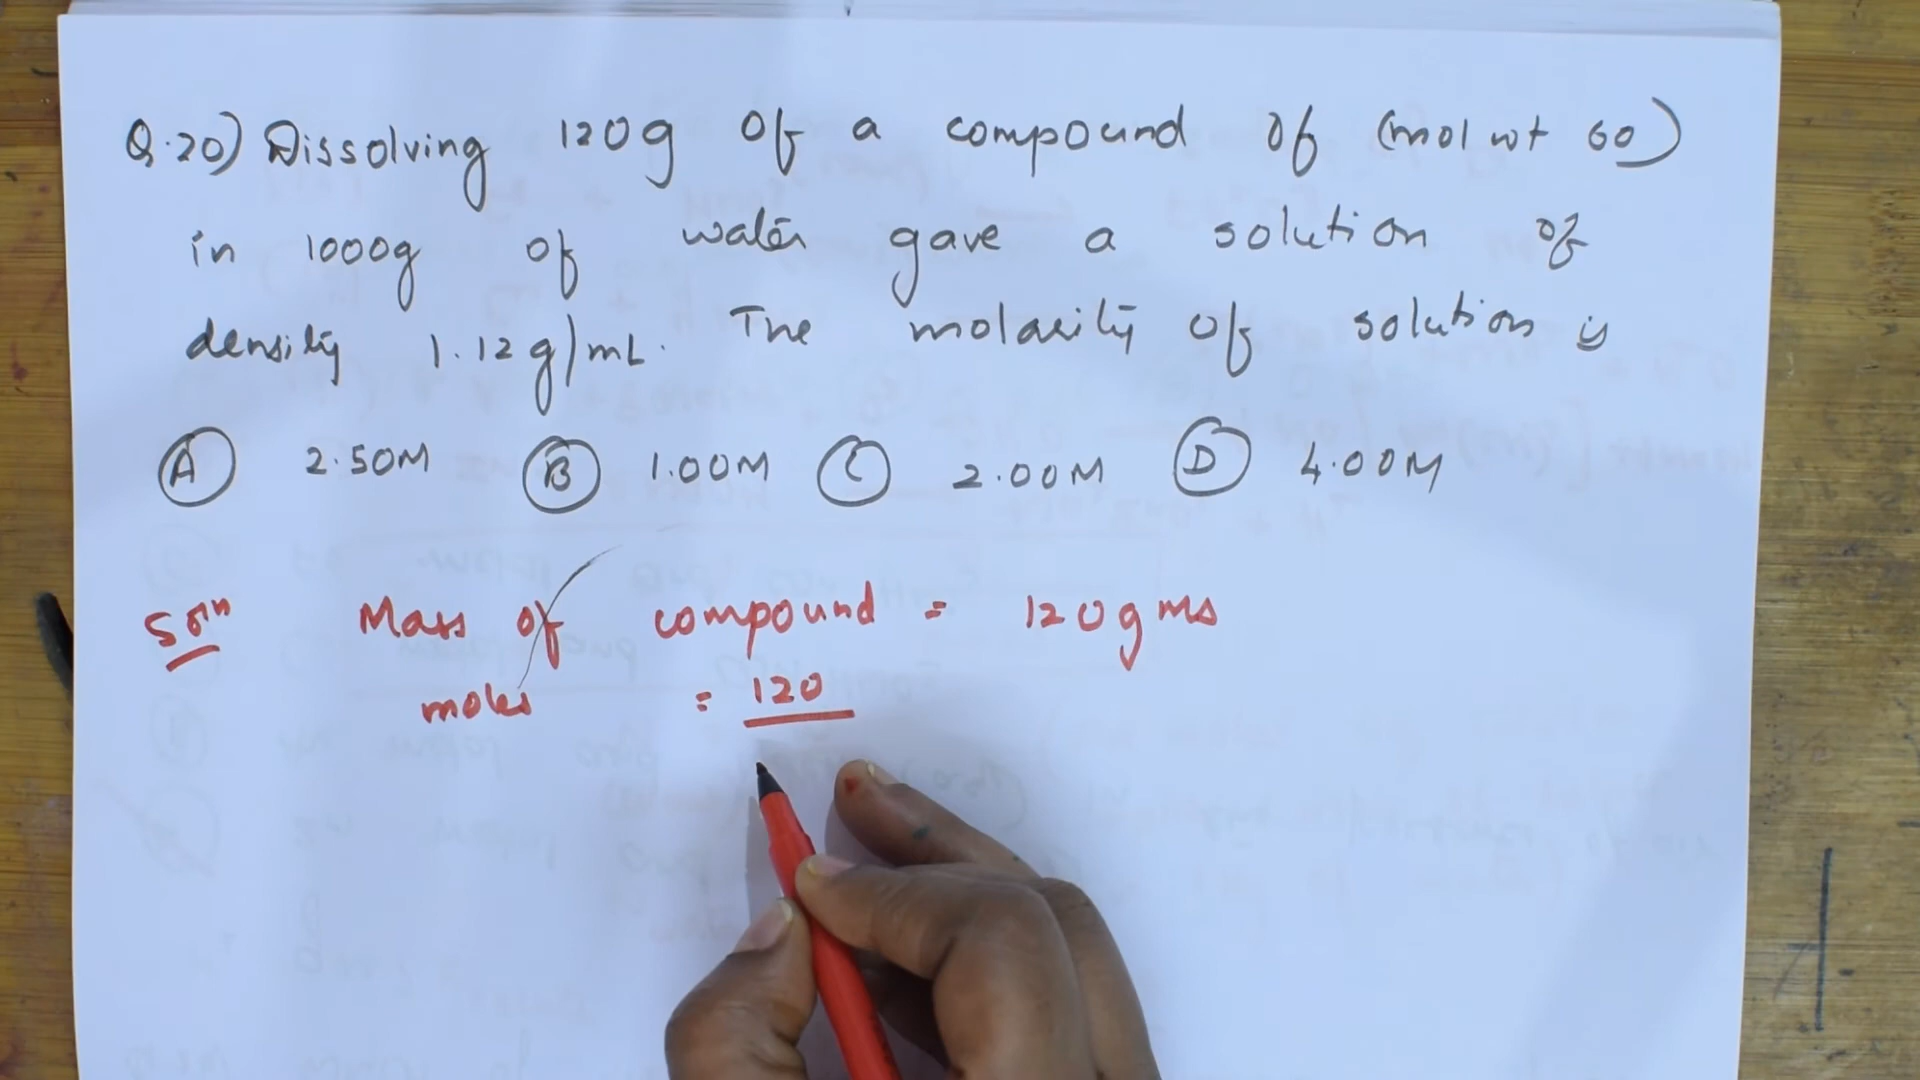 Q.20) Dissolving 120g of a compound of (mol wt 60)
in 1000g of water gave a solution of
density 1.12 g/mL. The molarity of solution is
A 2.50M B 1.00M C 2.00M D 4.00M
Soln Mass of compound = 120gms
moles = 120